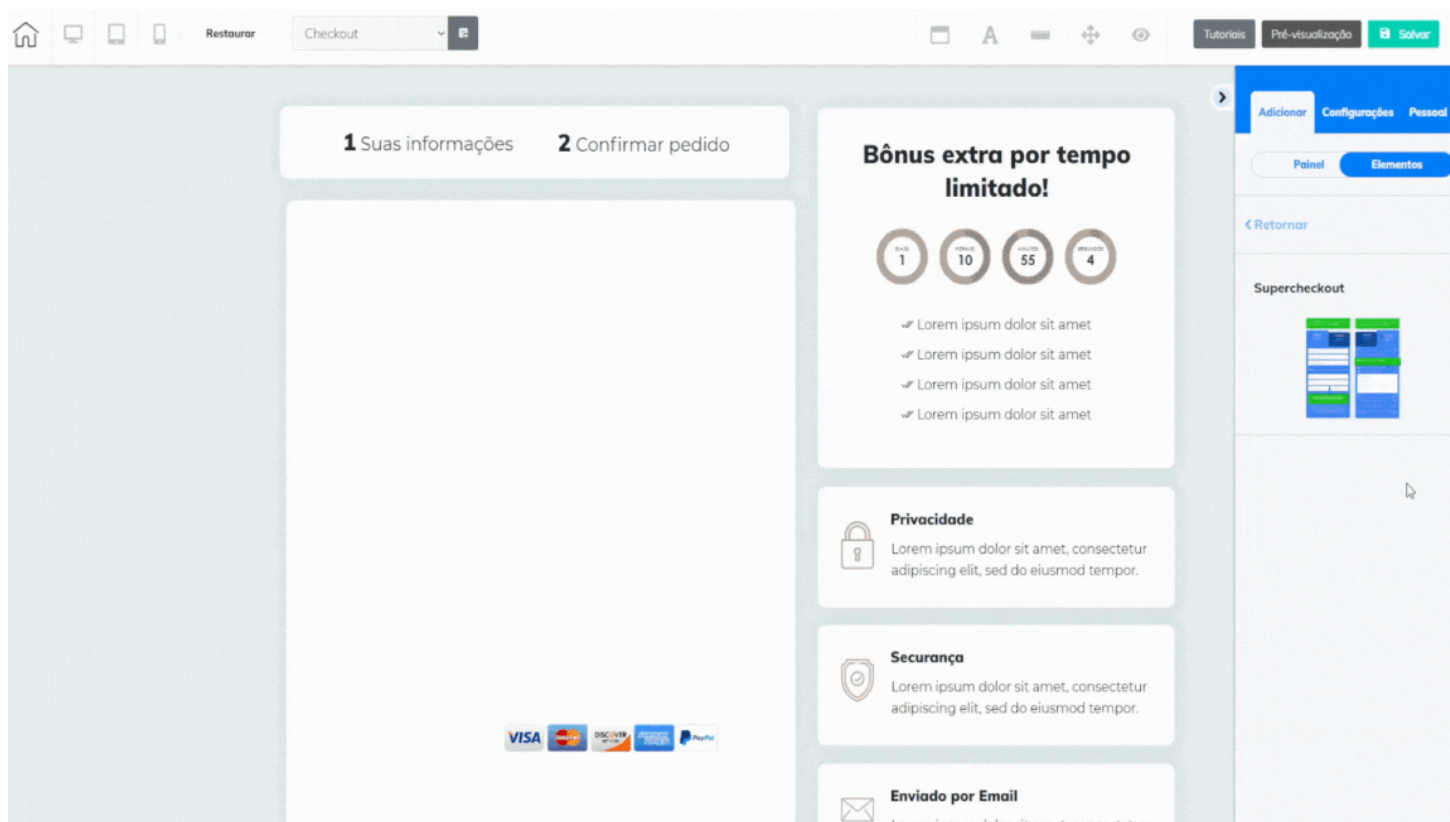 Restaurar
Checkout
Tutoriais
Pré-visualização
Salvar
1 Suas informações
2 Confirmar pedido
Bônus extra por tempo
limitado!
1
10
55
4
Lorem ipsum dolor sit amet
Lorem ipsum dolor sit amet
Lorem ipsum dolor sit amet
Lorem ipsum dolor sit amet
Privacidade
Lorem ipsum dolor sit amet, consectetur
adipiscing elit, sed do eiusmod tempor.
Segurança
Lorem ipsum dolor sit amet, consectetur
adipiscing elit, sed do eiusmod tempor.
Enviado por Email
VISA
DISCOVER
PayPal
Adicionar
Configurações
Pessoal
Painel
Elementos
Retornar
Supercheckout